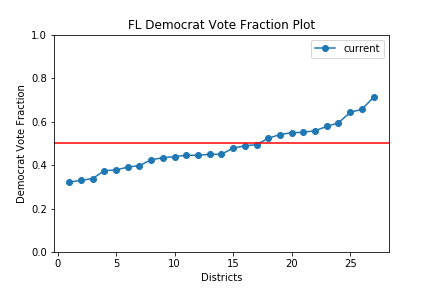 FL Democrat Vote Fraction Plot
1.0
current
0.8
0.6
0.4
0.2
0.0
Democrat Vote Fraction
0 5 10 15 20 25
Districts